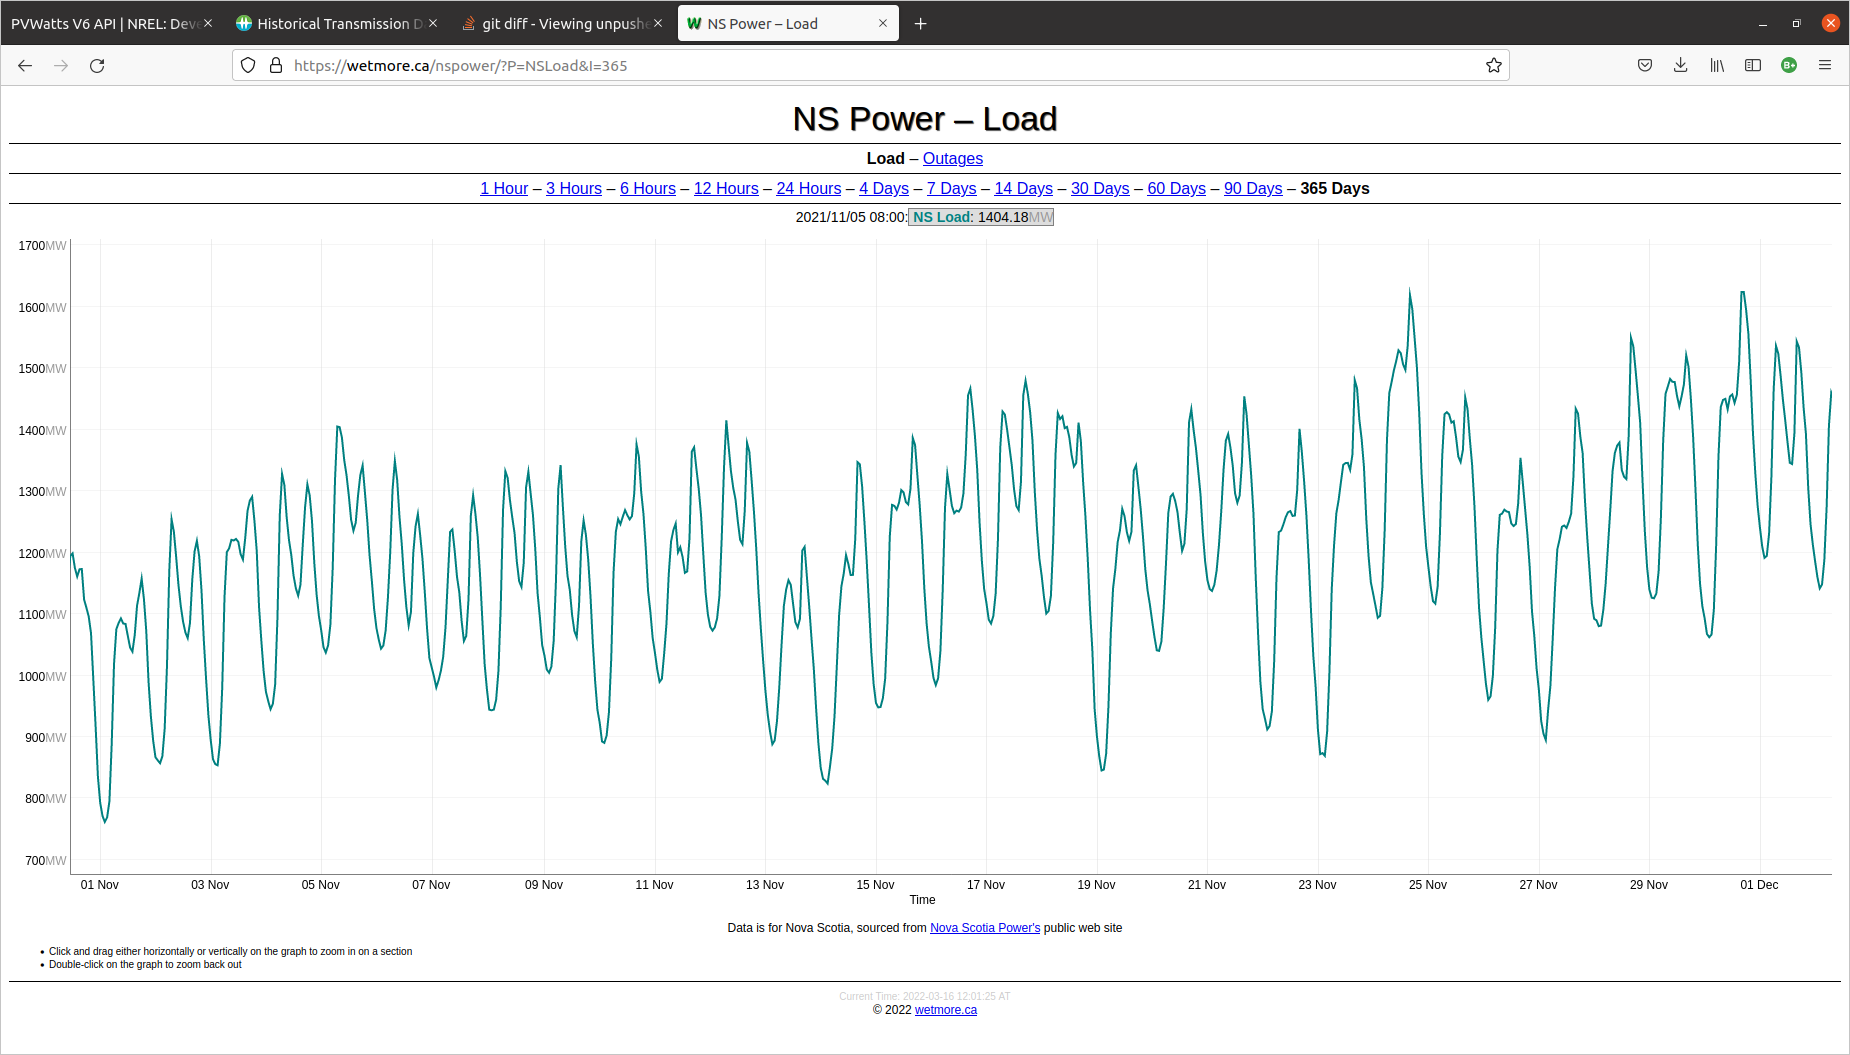 PVWatts V6 API | NREL: Deve
Historical Transmission D
git diff - Viewing unpushe
NS Power – Load
https://wetmore.ca/nspower/?P=NSLoad&I=365
B+
NS Power – Load
Load – Outages
1 Hour – 3 Hours – 6 Hours – 12 Hours – 24 Hours – 4 Days – 7 Days – 14 Days – 30 Days – 60 Days – 90 Days – 365 Days
2021/11/05 08:00: NS Load: 1404.18MW
1700MW
1600MW
1500MW
1400MW
1300MW
1200MW
1100MW
1000MW
900MW
800MW
700MW
01 Nov 03 Nov 05 Nov 07 Nov 09 Nov 11 Nov 13 Nov 15 Nov 17 Nov 19 Nov 21 Nov 23 Nov 25 Nov 27 Nov 29 Nov 01 Dec
Time
Data is for Nova Scotia, sourced from Nova Scotia Power's public web site
• Click and drag either horizontally or vertically on the graph to zoom in on a section
• Double-click on the graph to zoom back out
Current Time: 2022-03-16 12:01:25 AT
© 2022 wetmore.ca